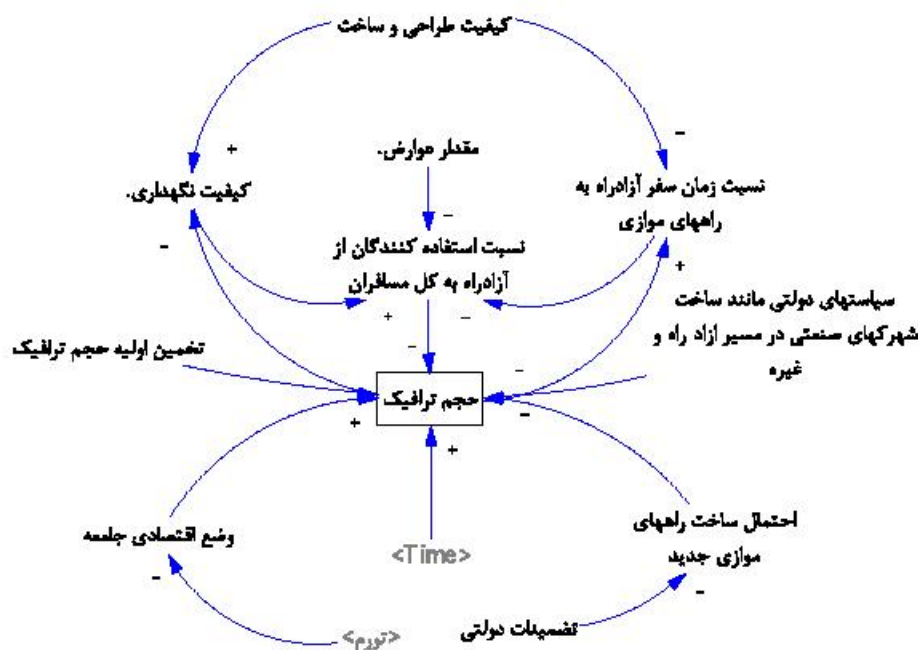 کیفیت طراحی و ساخت
+
–
مقدار عوارض.
کیفیت نگهداری.
نسبت زمان سفر آزادراه به
راههای موازی
–
–
+
نسبت استفاده کنندگان از
آزادراه به کل مسافران
+
–
–
سیاستهای دولتی مانند ساخت
شهرکهای صنعتی در مسیر ازاد راه و
غیره
تخمین اولیه حجم ترافیک
–
حجم ترافیک
+
–
+
احتمال ساخت راههای
موازی جدید
وضع اقتصادی جامعه
<Time>
–
–
تضمینات دولتی
<تورم>